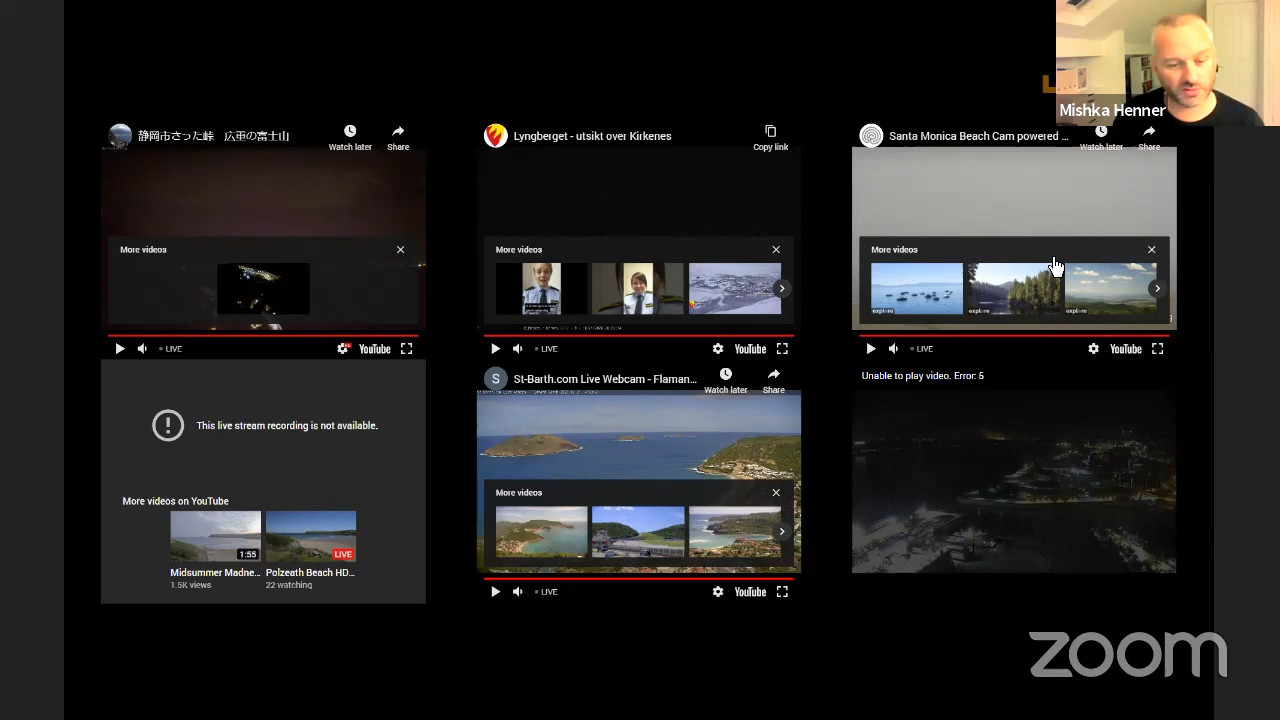 Mishka Henner
静岡市さった峠 広重の富士山
Watch later
Share
Lyngberget - utsikt over Kirkenes
Copy link
Santa Monica Beach Cam powered ...
Watch later
Share
More videos
More videos
More videos
explore
explore
explore
LIVE
YouTube
LIVE
YouTube
LIVE
YouTube
This live stream recording is not available.
More videos on YouTube
1:55
LIVE
Midsummer Madne...
Polzeath Beach HD...
1.5K views
22 watching
S
St-Barth.com Live Webcam - Flaman...
Watch later
Share
More videos
LIVE
YouTube
Unable to play video. Error: 5
zoom